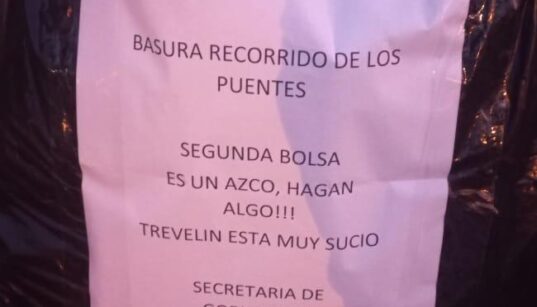 BASURA RECORRIDO DE LOS
PUENTES
SEGUNDA BOLSA
ES UN AZCO, HAGAN
ALGO!!!
TREVELIN ESTA MUY SUCIO
SECRETARIA DE